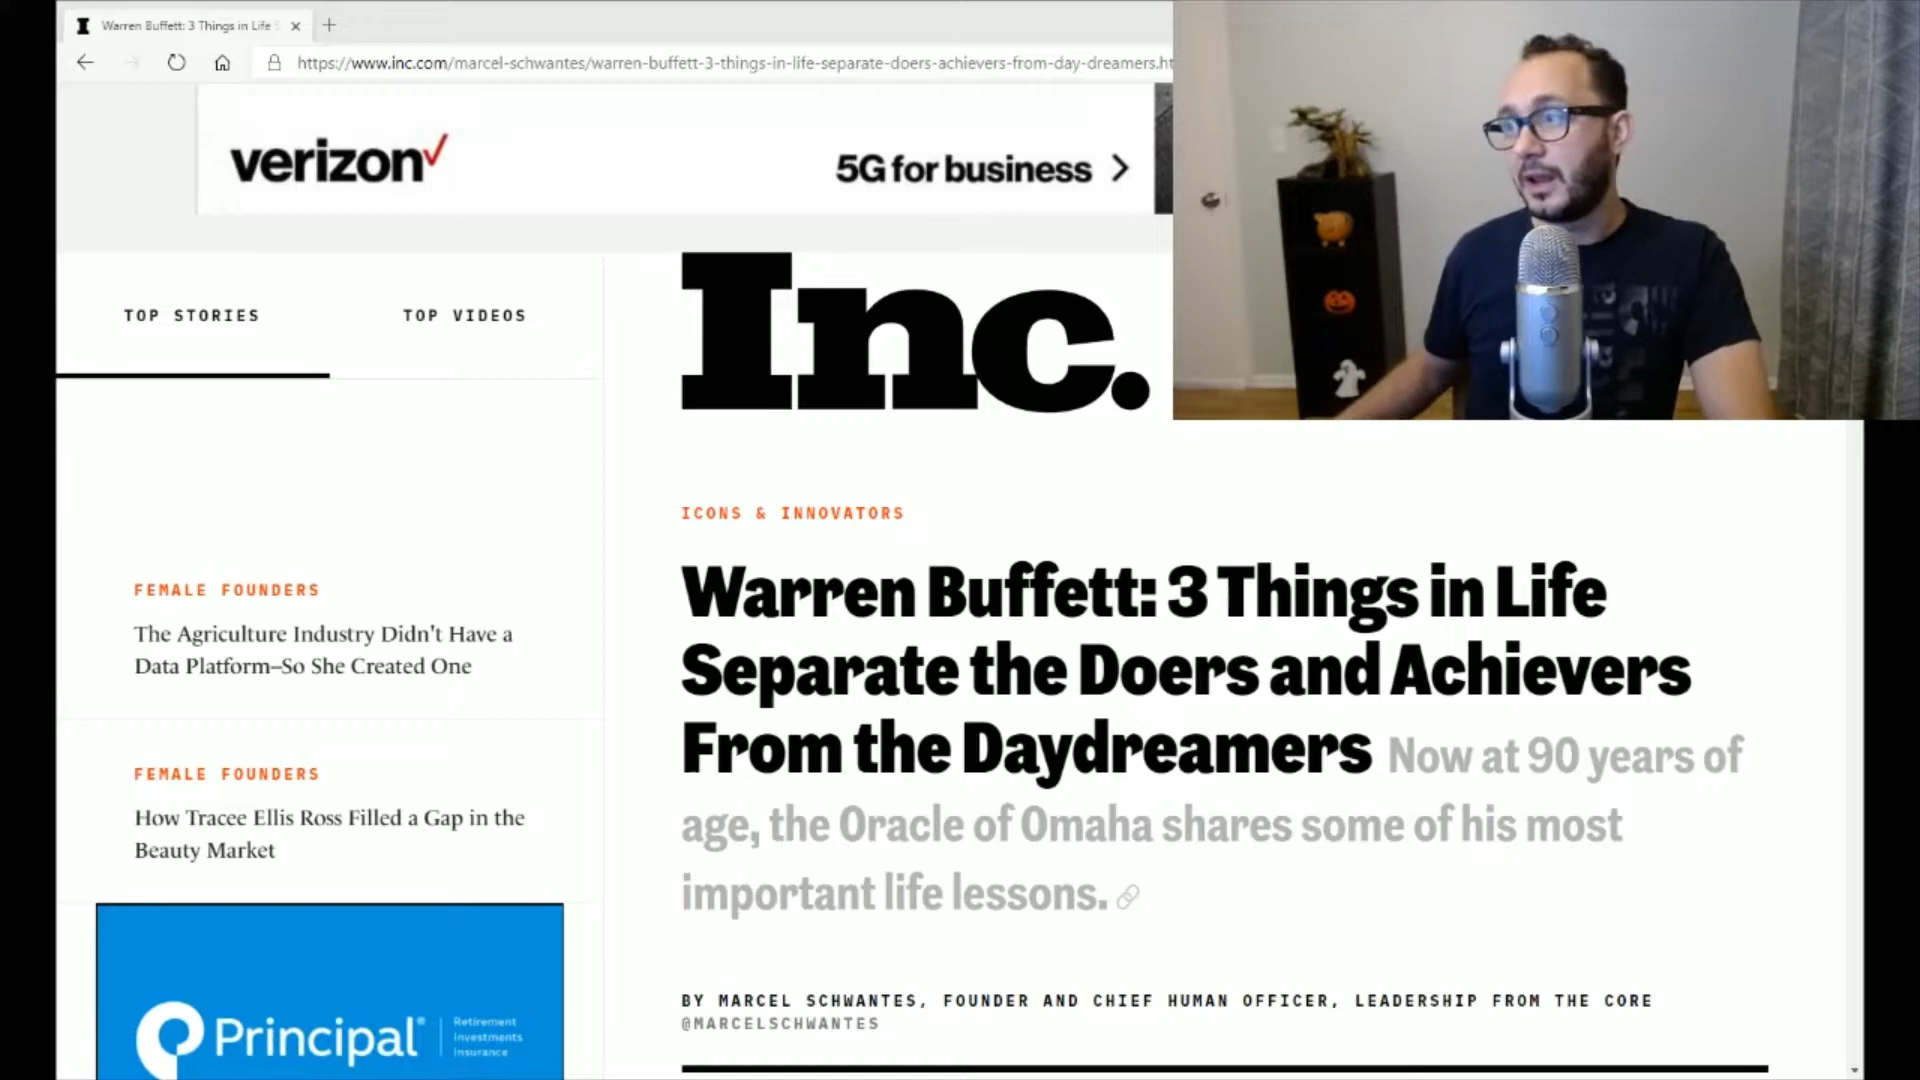 Warren Buffett: 3 Things in Life
https://www.inc.com/marcel-schwantes/warren-buffett-3-things-in-life-separate-doers-achievers-from-day-dreamers.ht
verizon
5G for business
TOP STORIES
TOP VIDEOS
Inc.
FEMALE FOUNDERS
The Agriculture Industry Didn't Have a
Data Platform–So She Created One
FEMALE FOUNDERS
How Tracee Ellis Ross Filled a Gap in the
Beauty Market
Principal®
Retirement
Investments
Insurance
ICONS & INNOVATORS
Warren Buffett: 3 Things in Life
Separate the Doers and Achievers
From the Daydreamers Now at 90 years of
age, the Oracle of Omaha shares some of his most
important life lessons.
BY MARCEL SCHWANTES, FOUNDER AND CHIEF HUMAN OFFICER, LEADERSHIP FROM THE CORE
@MARCELSCHWANTES